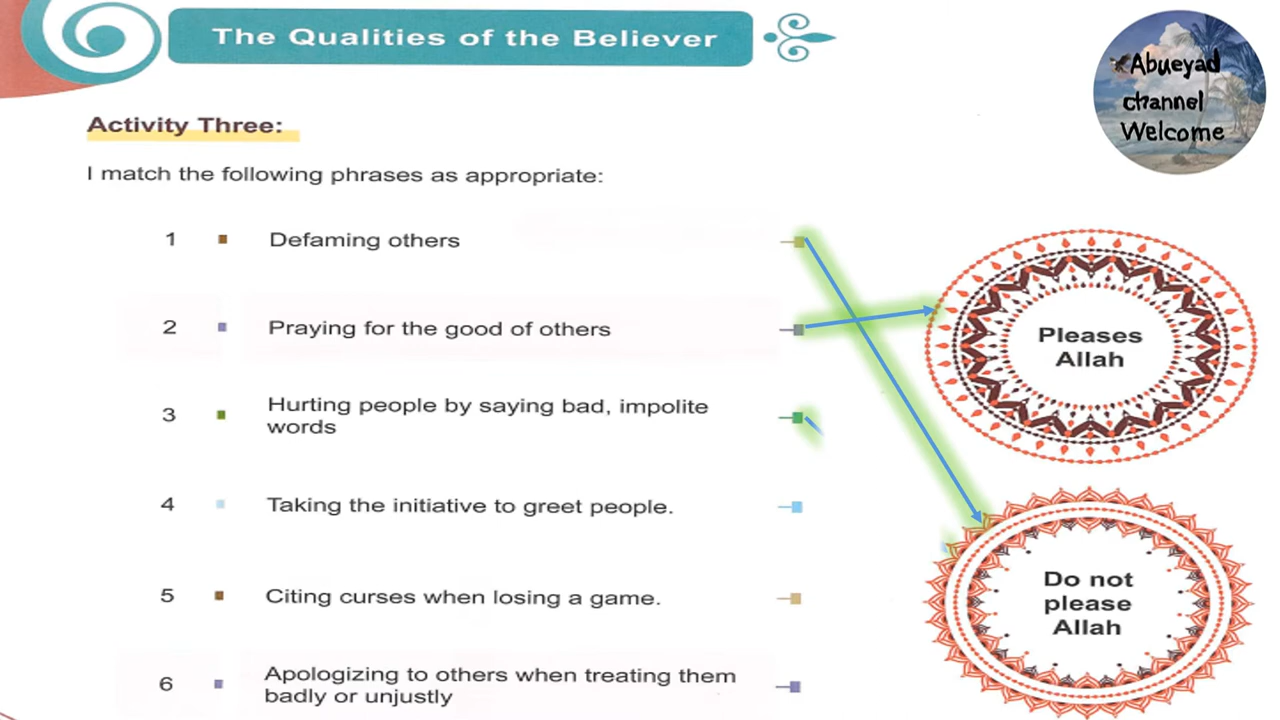 The Qualities of the Believer
Abueyad
channel
Welcome
Activity Three:
I match the following phrases as appropriate:
1 Defaming others
2 Praying for the good of others
3 Hurting people by saying bad, impolite
words
4 Taking the initiative to greet people.
5 Citing curses when losing a game.
6 Apologizing to others when treating them
badly or unjustly
Pleases
Allah
Do not
please
Allah